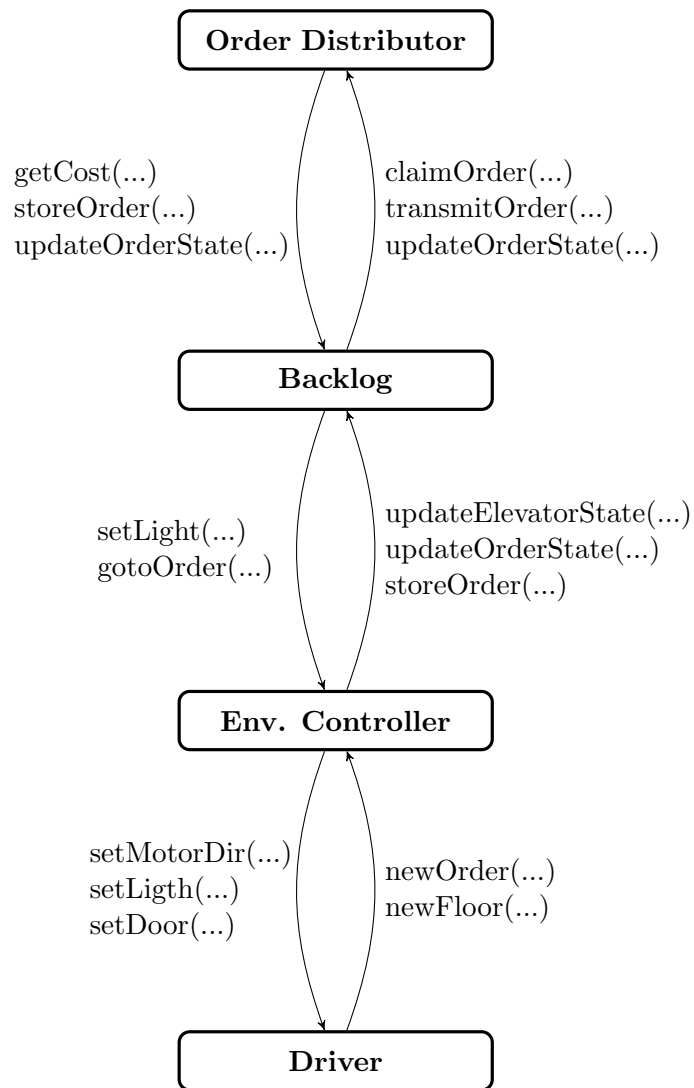 Order Distributor
getCost(...)
storeOrder(...)
updateOrderState(...)
claimOrder(...)
transmitOrder(...)
updateOrderState(...)
Backlog
setLight(...)
gotoOrder(...)
updateElevatorState(...)
updateOrderState(...)
storeOrder(...)
Env. Controller
setMotorDir(...)
setLigth(...)
setDoor(...)
newOrder(...)
newFloor(...)
Driver